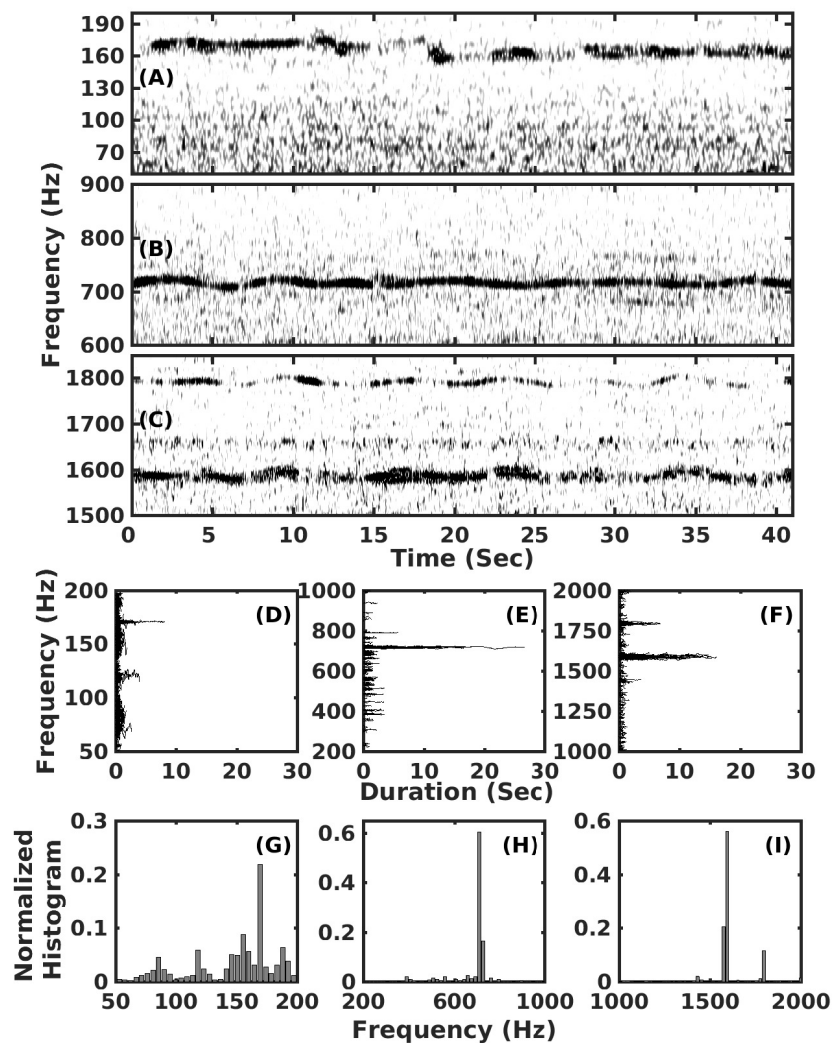 190
160
(A)
130
100
70
900
800
(B)
700
600
Frequency (Hz)
1800
1700
(C)
1600
1500
0 5 10 15 20 25 30 35 40
Time (Sec)
200 (D) 1000 (E) 2000 (F)
150 800 1750
600 1500
100 400 1250
50 200 1000
Frequency (Hz)
0 10 20 30 0 10 20 30 0 10 20 30
Duration (Sec)
0.3 (G) 0.6 (H) 0.6 (I)
0.2 0.4 0.4
0.1 0.2 0.2
0 0 0
Normalized
Histogram
50 100 150 200 200 600 1000 1000 1500 2000
Frequency (Hz)